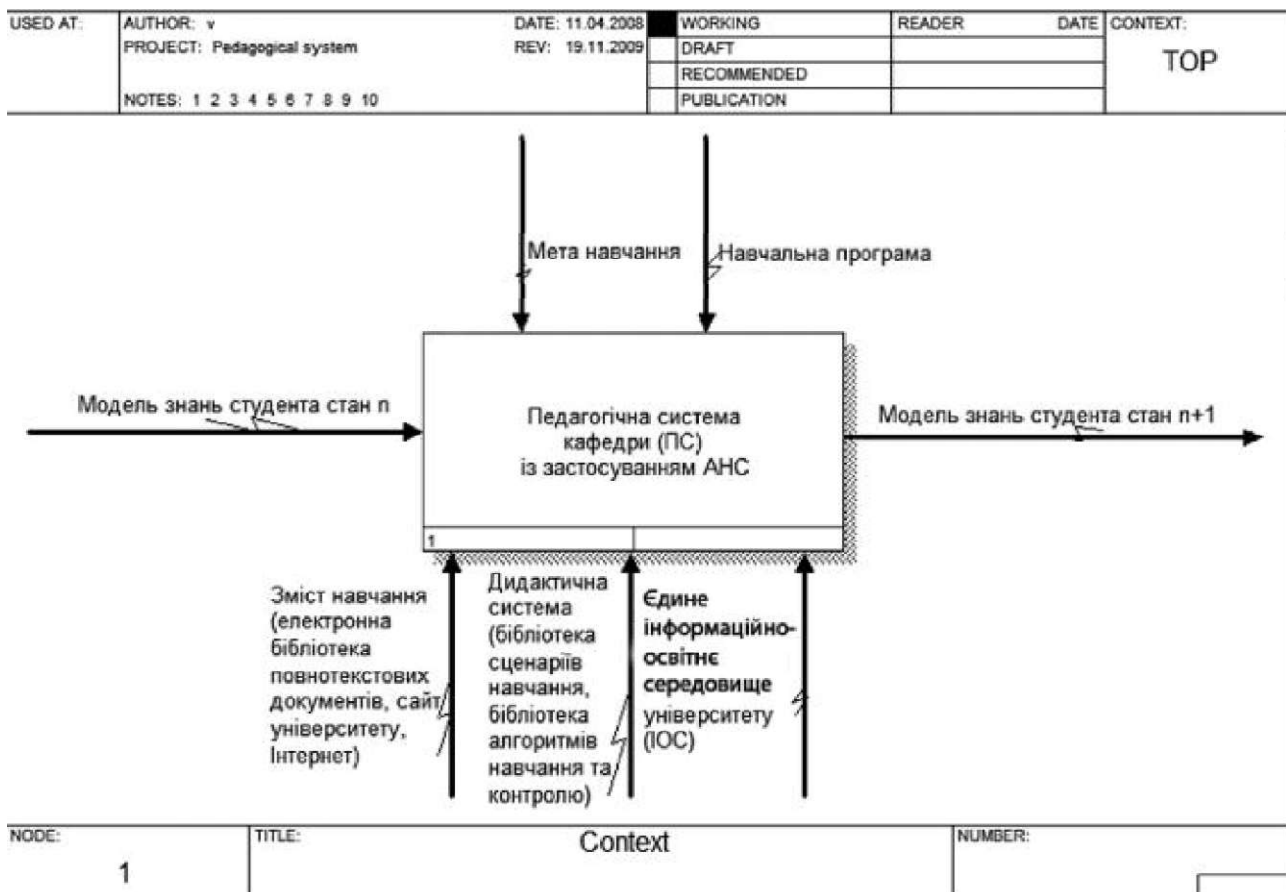 USED AT:
AUTHOR: v
DATE: 11.04.2008
WORKING
READER
DATE
CONTEXT:
PROJECT: Pedagogical system
REV: 19.11.2009
DRAFT
TOP
RECOMMENDED
NOTES: 1 2 3 4 5 6 7 8 9 10
PUBLICATION
Мета навчання
Навчальна програма
Модель знань студента стан n
Педагогічна система
кафедри (ПС)
із застосуванням АНС
Модель знань студента стан n+1
1
Зміст навчання
(електронна
бібліотека
повнотекстових
документів, сайт
університету,
Інтернет)
Дидактична
система
(бібліотека
сценаріїв
навчання,
бібліотека
алгоритмів
навчання та
контролю)
Єдине
інформаційно-
освітнє
середовище
університету
(ІОС)
NODE:
1
TITLE:
Context
NUMBER: